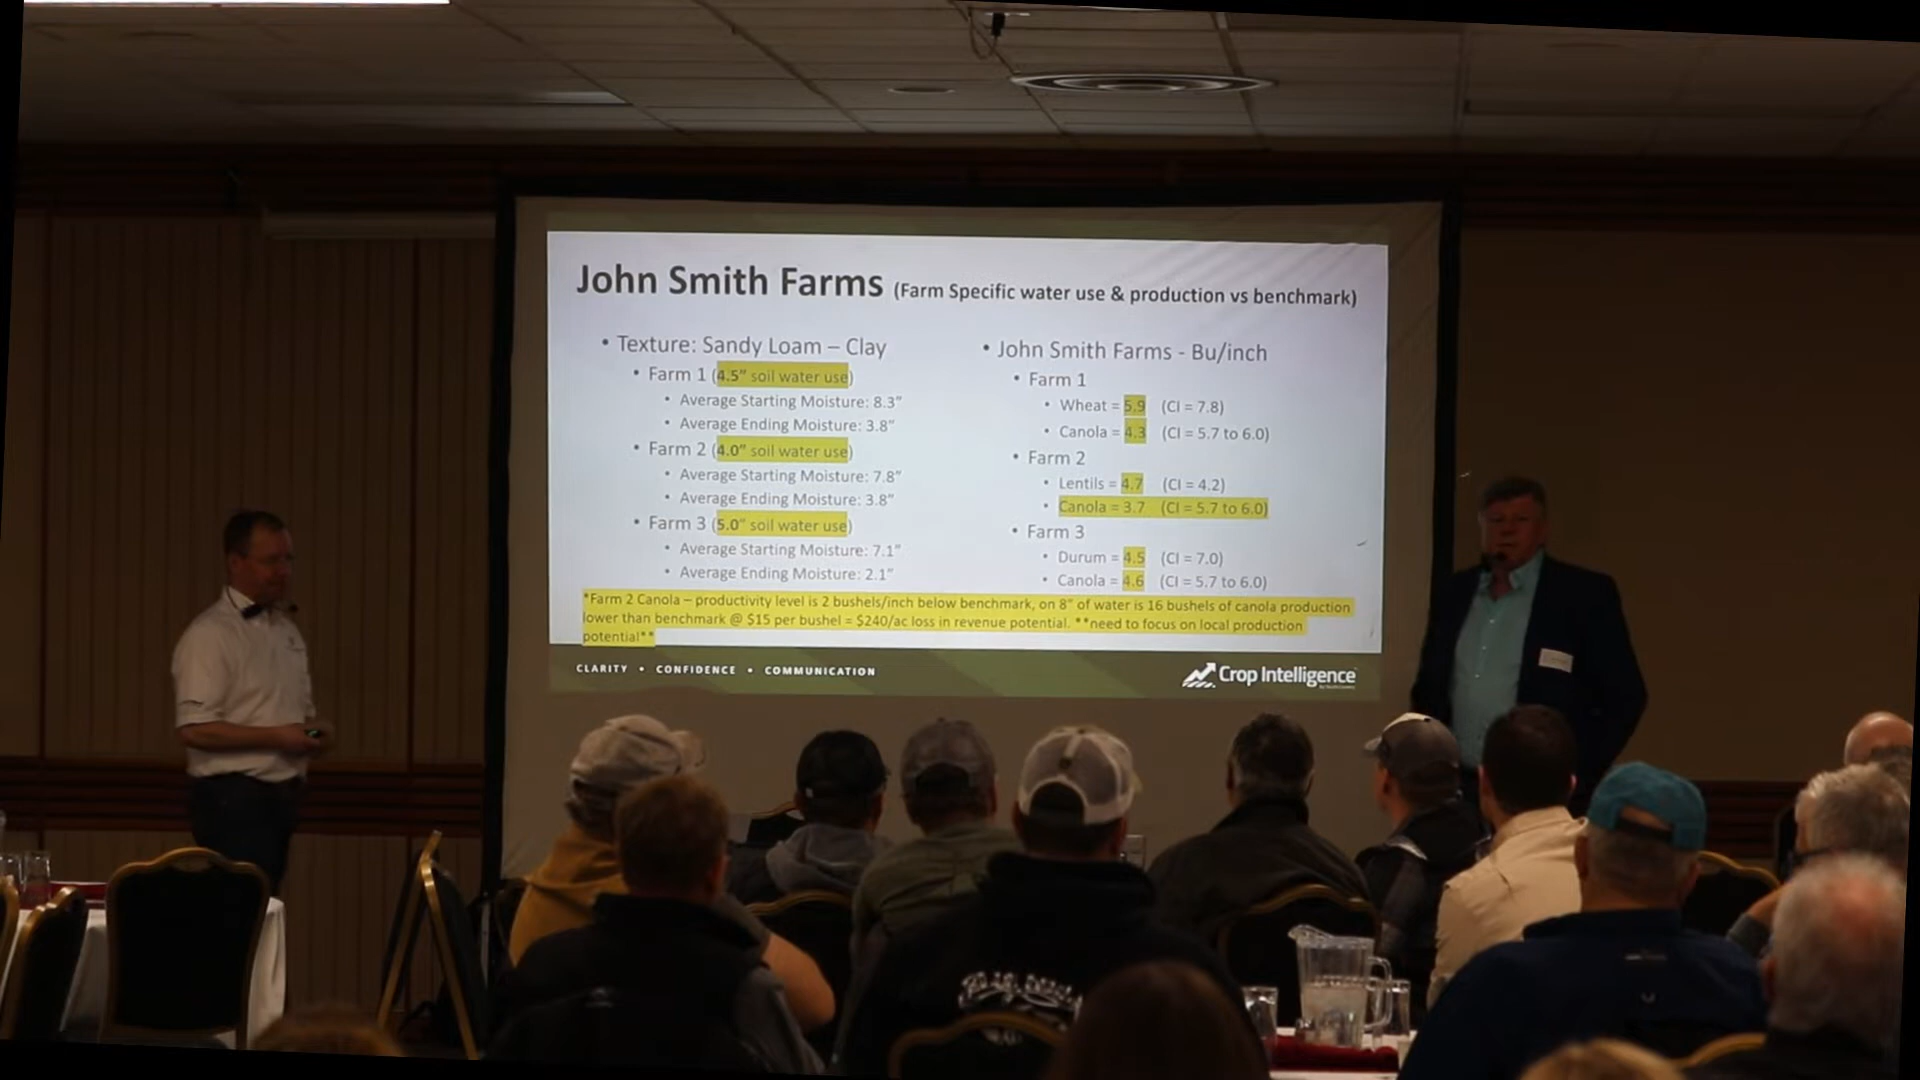 John Smith Farms (Farm Specific water use & production vs benchmark)
• Texture: Sandy Loam – Clay
• Farm 1 (4.5" soil water use)
• Average Starting Moisture: 8.3"
• Average Ending Moisture: 3.8"
• Farm 2 (4.0" soil water use)
• Average Starting Moisture: 7.8"
• Average Ending Moisture: 3.8"
• Farm 3 (5.0" soil water use)
• Average Starting Moisture: 7.1"
• Average Ending Moisture: 2.1"
• John Smith Farms - Bu/inch
• Farm 1
• Wheat = 5.9 (CI = 7.8)
• Canola = 4.3 (CI = 5.7 to 6.0)
• Farm 2
• Lentils = 4.7 (CI = 4.2)
• Canola = 3.7 (CI = 5.7 to 6.0)
• Farm 3
• Durum = 4.5 (CI = 7.0)
• Canola = 4.6 (CI = 5.7 to 6.0)
*Farm 2 Canola – productivity level is 2 bushels/inch below benchmark, on 8" of water is 16 bushels of canola production
lower than benchmark @ $15 per bushel = $240/ac loss in revenue potential. **need to focus on local production
potential**
CLARITY • CONFIDENCE • COMMUNICATION
Crop Intelligence